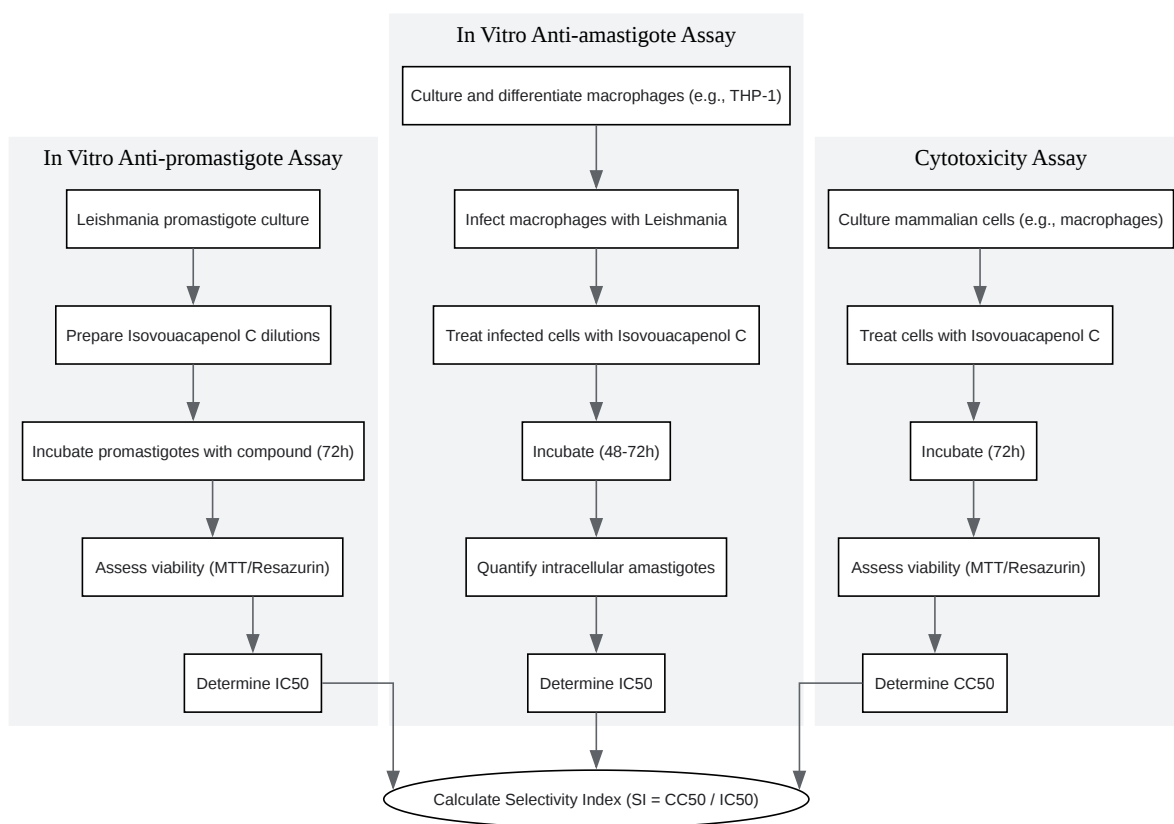 In Vitro Anti-promastigote Assay
Leishmania promastigote culture
Prepare Isovouacapenol C dilutions
Incubate promastigotes with compound (72h)
Assess viability (MTT/Resazurin)
Determine IC50
In Vitro Anti-amastigote Assay
Culture and differentiate macrophages (e.g., THP-1)
Infect macrophages with Leishmania
Treat infected cells with Isovouacapenol C
Incubate (48-72h)
Quantify intracellular amastigotes
Determine IC50
Cytotoxicity Assay
Culture mammalian cells (e.g., macrophages)
Treat cells with Isovouacapenol C
Incubate (72h)
Assess viability (MTT/Resazurin)
Determine CC50
Calculate Selectivity Index (SI = CC50 / IC50)